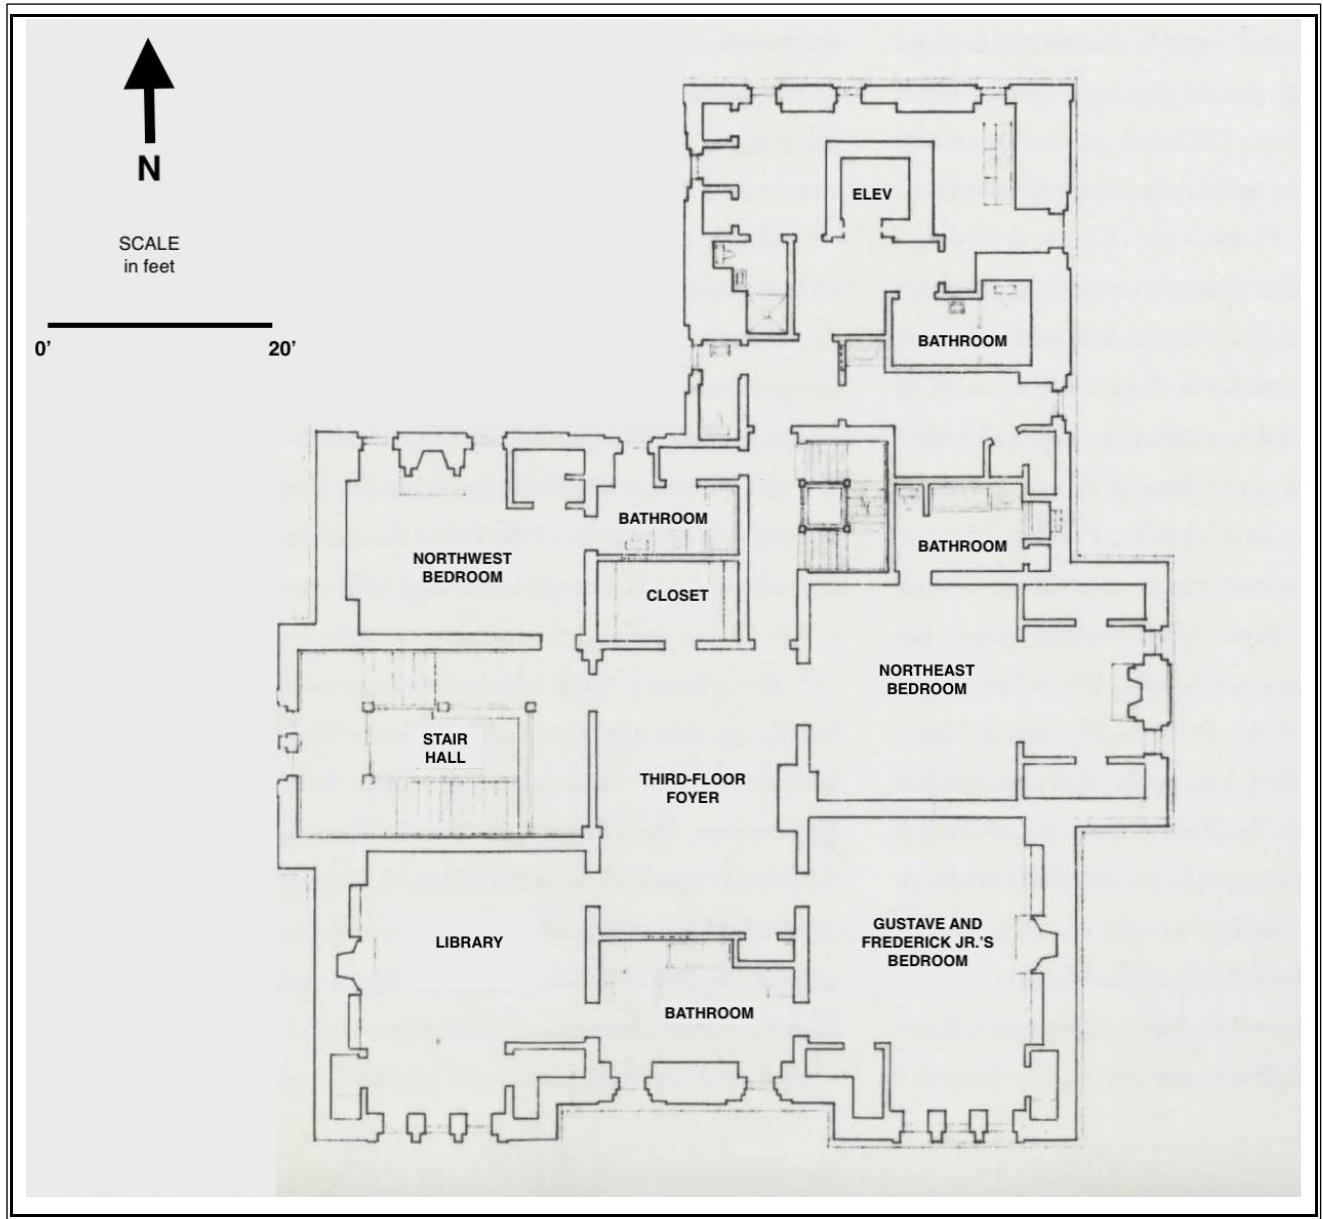 N
SCALE
in feet
0’
20’
ELEV
BATHROOM
BATHROOM
NORTHWEST
BEDROOM
BATHROOM
CLOSET
NORTHEAST
BEDROOM
STAIR
HALL
THIRD-FLOOR
FOYER
LIBRARY
GUSTAVE AND
FREDERICK JR.’S
BEDROOM
BATHROOM